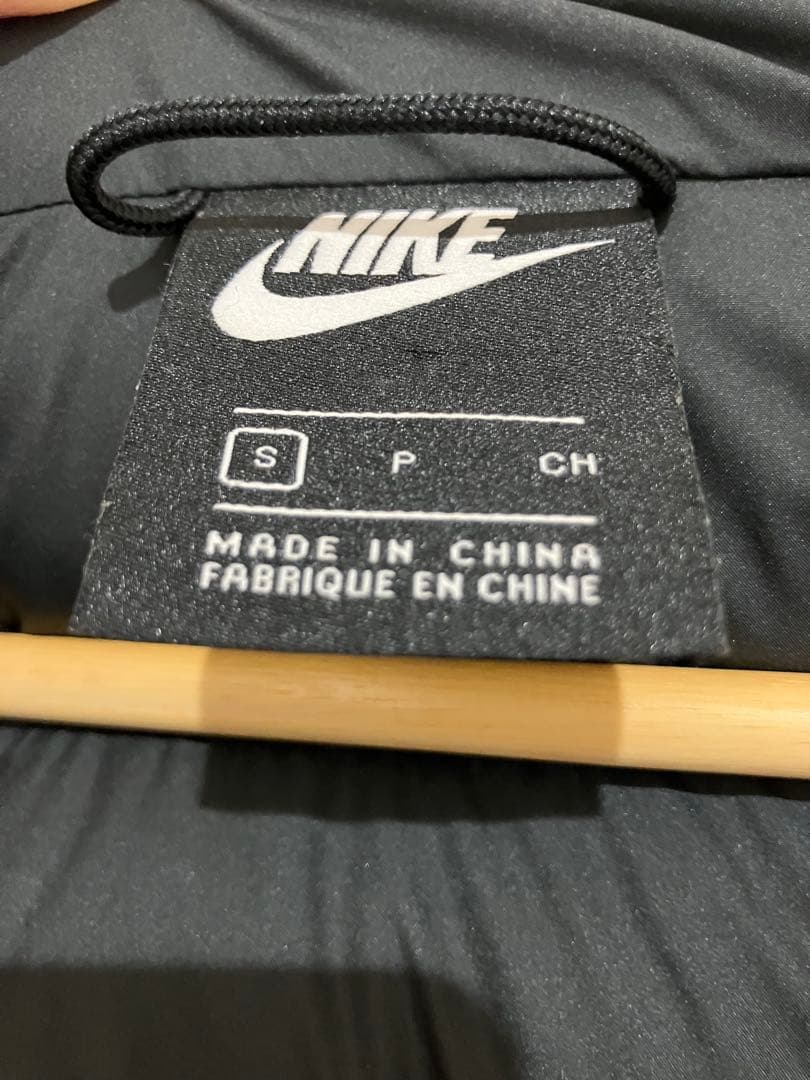 NIKE
S P CH
MADE IN CHINA
FABRIQUE EN CHINE